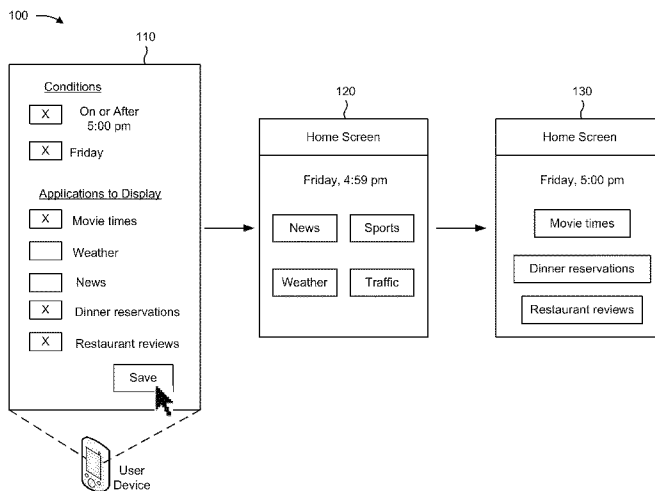 100
110
Conditions
X On or After
5:00 pm
X Friday
Applications to Display
X Movie times
Weather
News
X Dinner reservations
X Restaurant reviews
Save
User
Device
120
Home Screen
Friday, 4:59 pm
News Sports
Weather Traffic
130
Home Screen
Friday, 5:00 pm
Movie times
Dinner reservations
Restaurant reviews